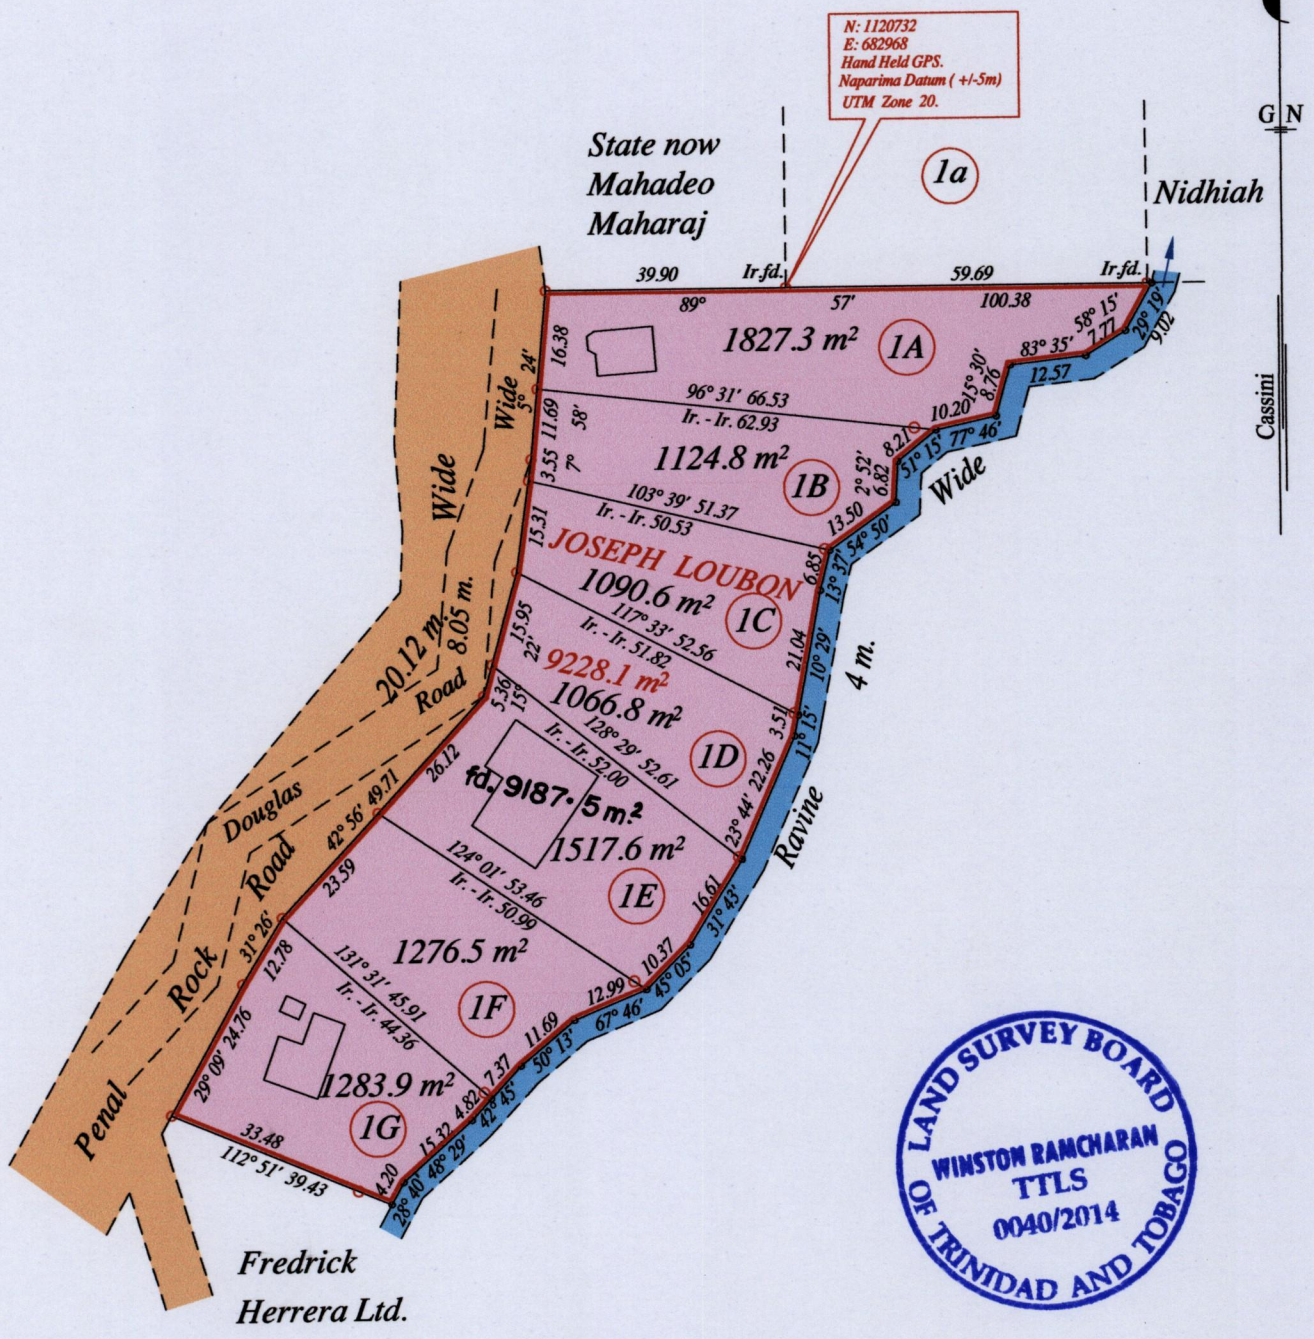 N: 1120732
E: 682968
Hand Held GPS.
Naparima Datum ( +/-5m)
UTM Zone 20.
G N
State now
Mahadeo
Maharaj
1a
Nidhiah
39.90
Ir.fd.
59.69
Ir.fd.
89°
57'
100.38
58° 15'
7.77
29° 19'
9.02
16.38
1827.3 m²
1A
83° 35'
12.57
15° 30'
8.76
Wide
5° 24'
96° 31' 66.53
Ir. - Ir. 62.93
10.20
77° 46'
Cassini
11.69
58'
3.55
7°
1124.8 m²
1B
8.21
51° 15'
2° 52'
6.82
Wide
Wide
103° 39' 51.37
Ir. - Ir. 50.53
13.50
54° 50'
15.31
JOSEPH LOUBON
6.85
13° 37'
1090.6 m²
1C
117° 33' 52.56
Ir. - Ir. 51.82
21.04
10° 29'
20.12 m.
8.05 m.
15.95
22'
4 m.
Road
9228.1 m²
1066.8 m²
5.36
15°
128° 29' 52.61
Ir. - Ir. 52.00
1D
3.51
11° 15'
26.12
fd. 9187.5 m²
22.26
23° 44'
Douglas
42° 56' 49.71
1517.6 m²
1E
Ravine
Road
23.59
124° 01' 53.46
Ir. - Ir. 50.99
16.61
31° 43'
31° 26'
12.78
1276.5 m²
1F
10.37
45° 05'
Rock
131° 31' 45.91
Ir. - Ir. 44.36
12.99
67° 46'
11.69
50° 13'
29° 09' 24.76
1283.9 m²
1G
7.37
4.82
42° 45'
Penal
33.48
112° 51' 39.43
15.32
48° 29'
4.20
28° 40'
Fredrick
Herrera Ltd.
LAND SURVEY BOARD
WINSTON RAMCHARAN
TTLS
0040/2014
OF TRINIDAD AND TOBAGO